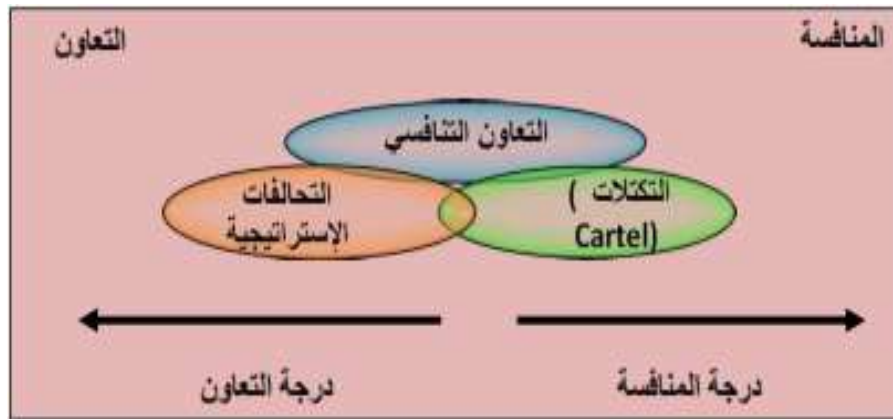 المنافسة
التعاون
التعاون التنافسي
التكتلات (
Cartel)
التحالفات
الإستراتيجية
درجة المنافسة
درجة التعاون